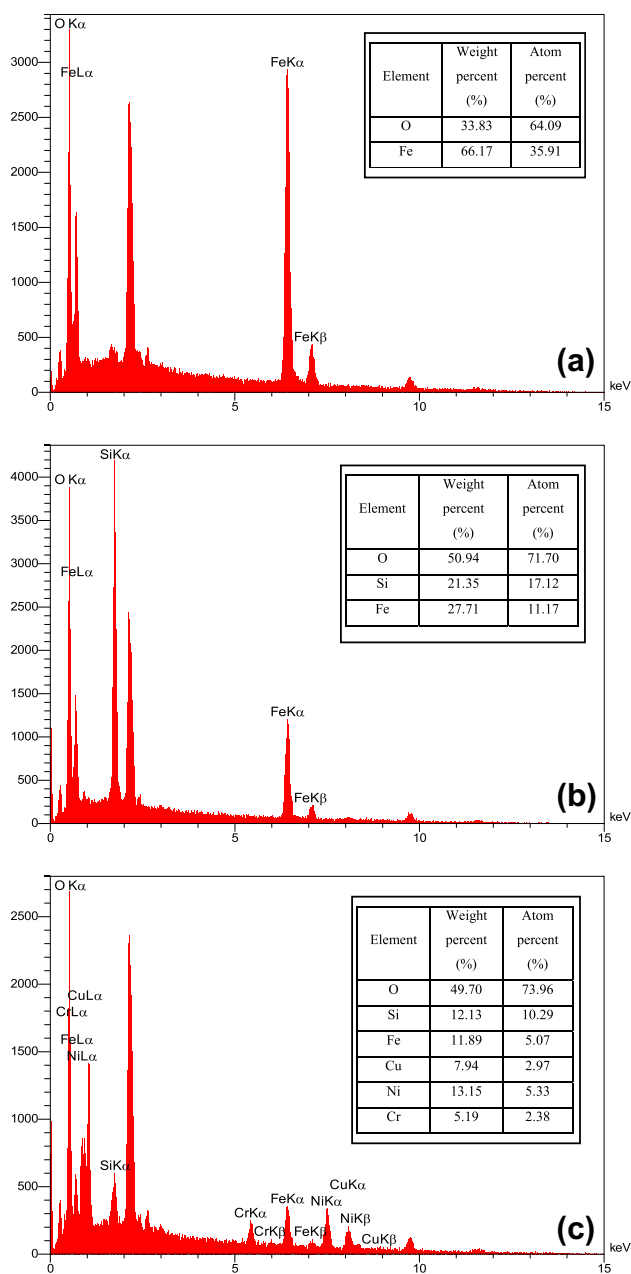 O Kα
FeLα
FeKα
FeKβ
3000
2500
2000
1500
1000
500
0
0
5
10
15
keV
Element Weight percent (%) Atom percent (%)
O 33.83 64.09
Fe 66.17 35.91
(a)
SiKα
O Kα
FeLα
FeKα
FeKβ
4000
3500
3000
2500
2000
1500
1000
500
0
0
5
10
15
keV
Element Weight percent (%) Atom percent (%)
O 50.94 71.70
Si 21.35 17.12
Fe 27.71 11.17
(b)
O Kα
CuLα
CrLα
FeLα
NiLα
SiKα
CrKα
CrKβ
FeKα
FeKβ
NiKα
CuKα
NiKβ
CuKβ
2500
2000
1500
1000
500
0
0
5
10
15
keV
Element Weight percent (%) Atom percent (%)
O 49.70 73.96
Si 12.13 10.29
Fe 11.89 5.07
Cu 7.94 2.97
Ni 13.15 5.33
Cr 5.19 2.38
(c)